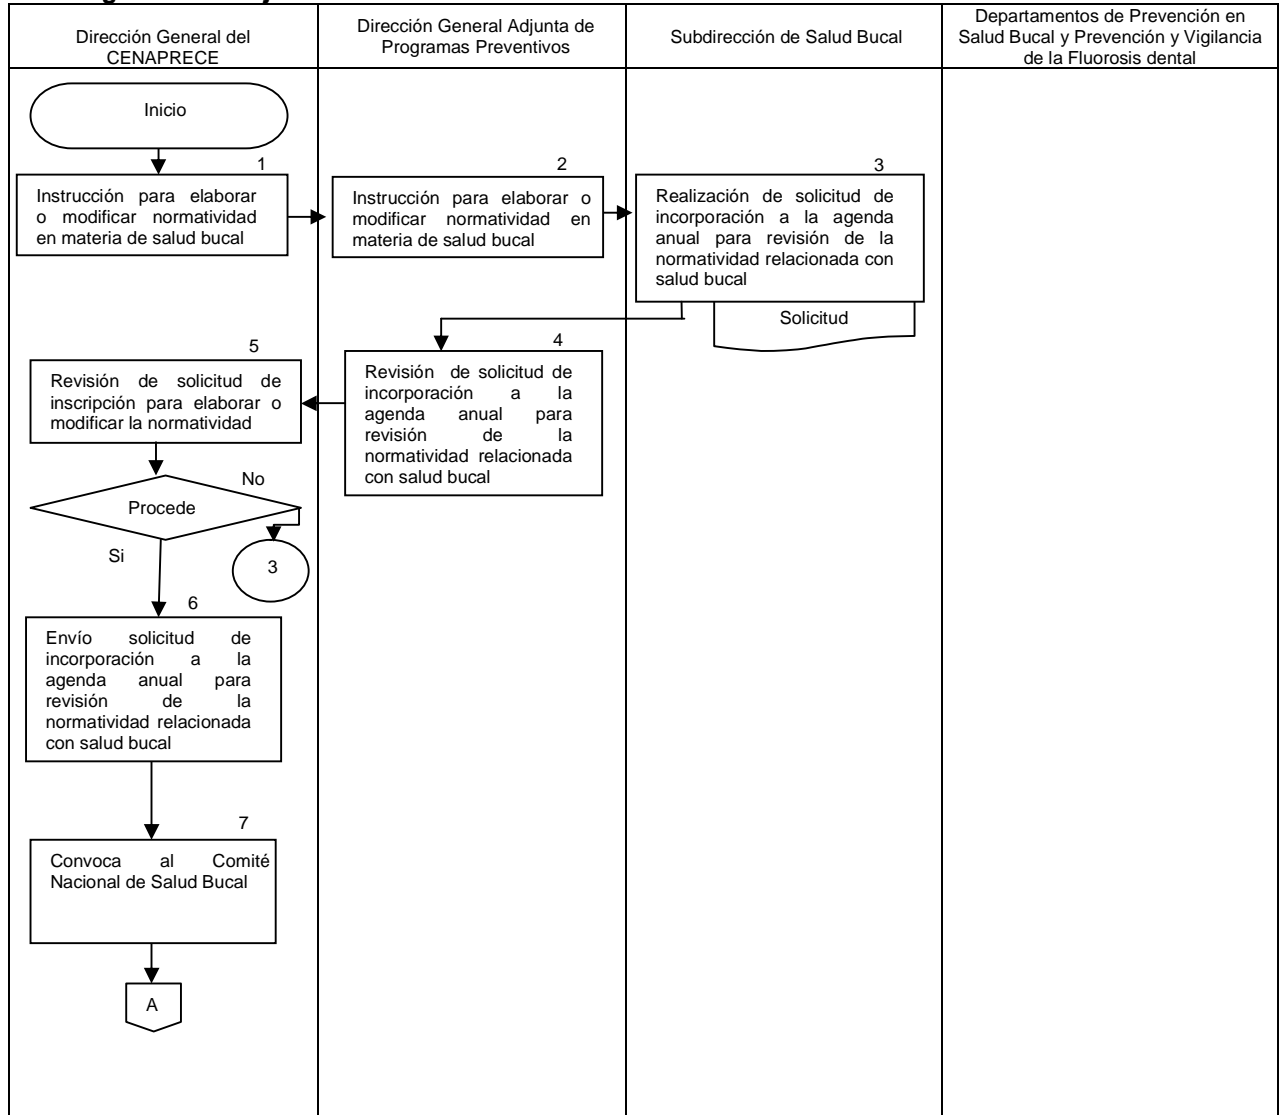 Dirección General del
CENAPRECE
Dirección General Adjunta de
Programas Preventivos
Subdirección de Salud Bucal
Departamentos de Prevención en
Salud Bucal y Prevención y Vigilancia
de la Fluorosis dental
Inicio
1
Instrucción para elaborar
o modificar normatividad
en materia de salud bucal
2
Instrucción para elaborar o
modificar normatividad en
materia de salud bucal
3
Realización de solicitud de
incorporación a la agenda
anual para revisión de la
normatividad relacionada con
salud bucal
Solicitud
4
Revisión de solicitud de
incorporación a la
agenda anual para
revisión de la
normatividad relacionada
con salud bucal
5
Revisión de solicitud de
inscripción para elaborar o
modificar la normatividad
Procede
No
3
Si
6
Envío solicitud de
incorporación a la
agenda anual para
revisión de la
normatividad relacionada
con salud bucal
7
Convoca al Comité
Nacional de Salud Bucal
A